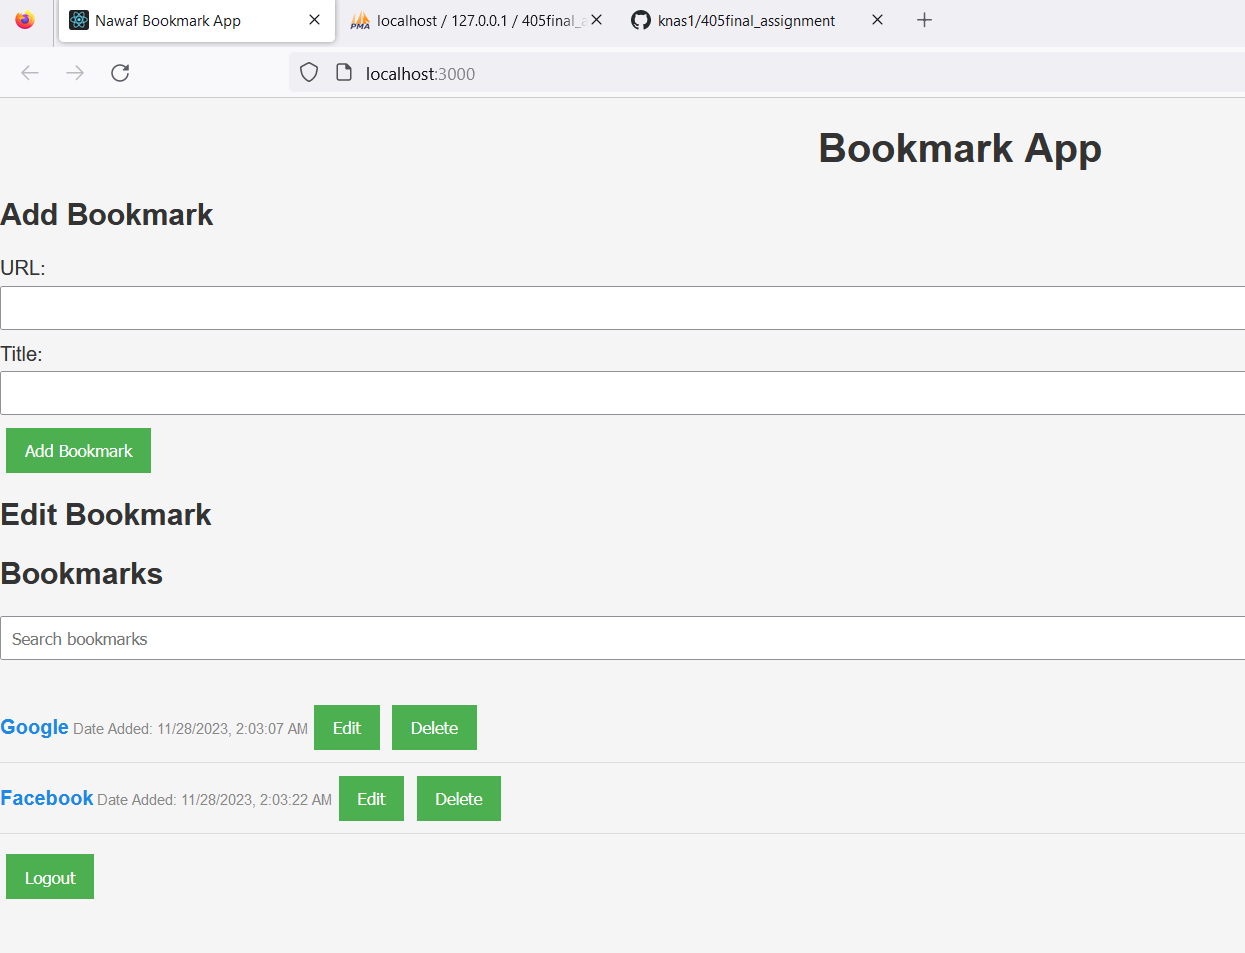 Nawaf Bookmark App
localhost / 127.0.0.1 / 405final_a
knas1/405final_assignment
localhost:3000
Bookmark App
Add Bookmark
URL:
Title:
Add Bookmark
Edit Bookmark
Bookmarks
Search bookmarks
Google Date Added: 11/28/2023, 2:03:07 AM Edit Delete
Facebook Date Added: 11/28/2023, 2:03:22 AM Edit Delete
Logout